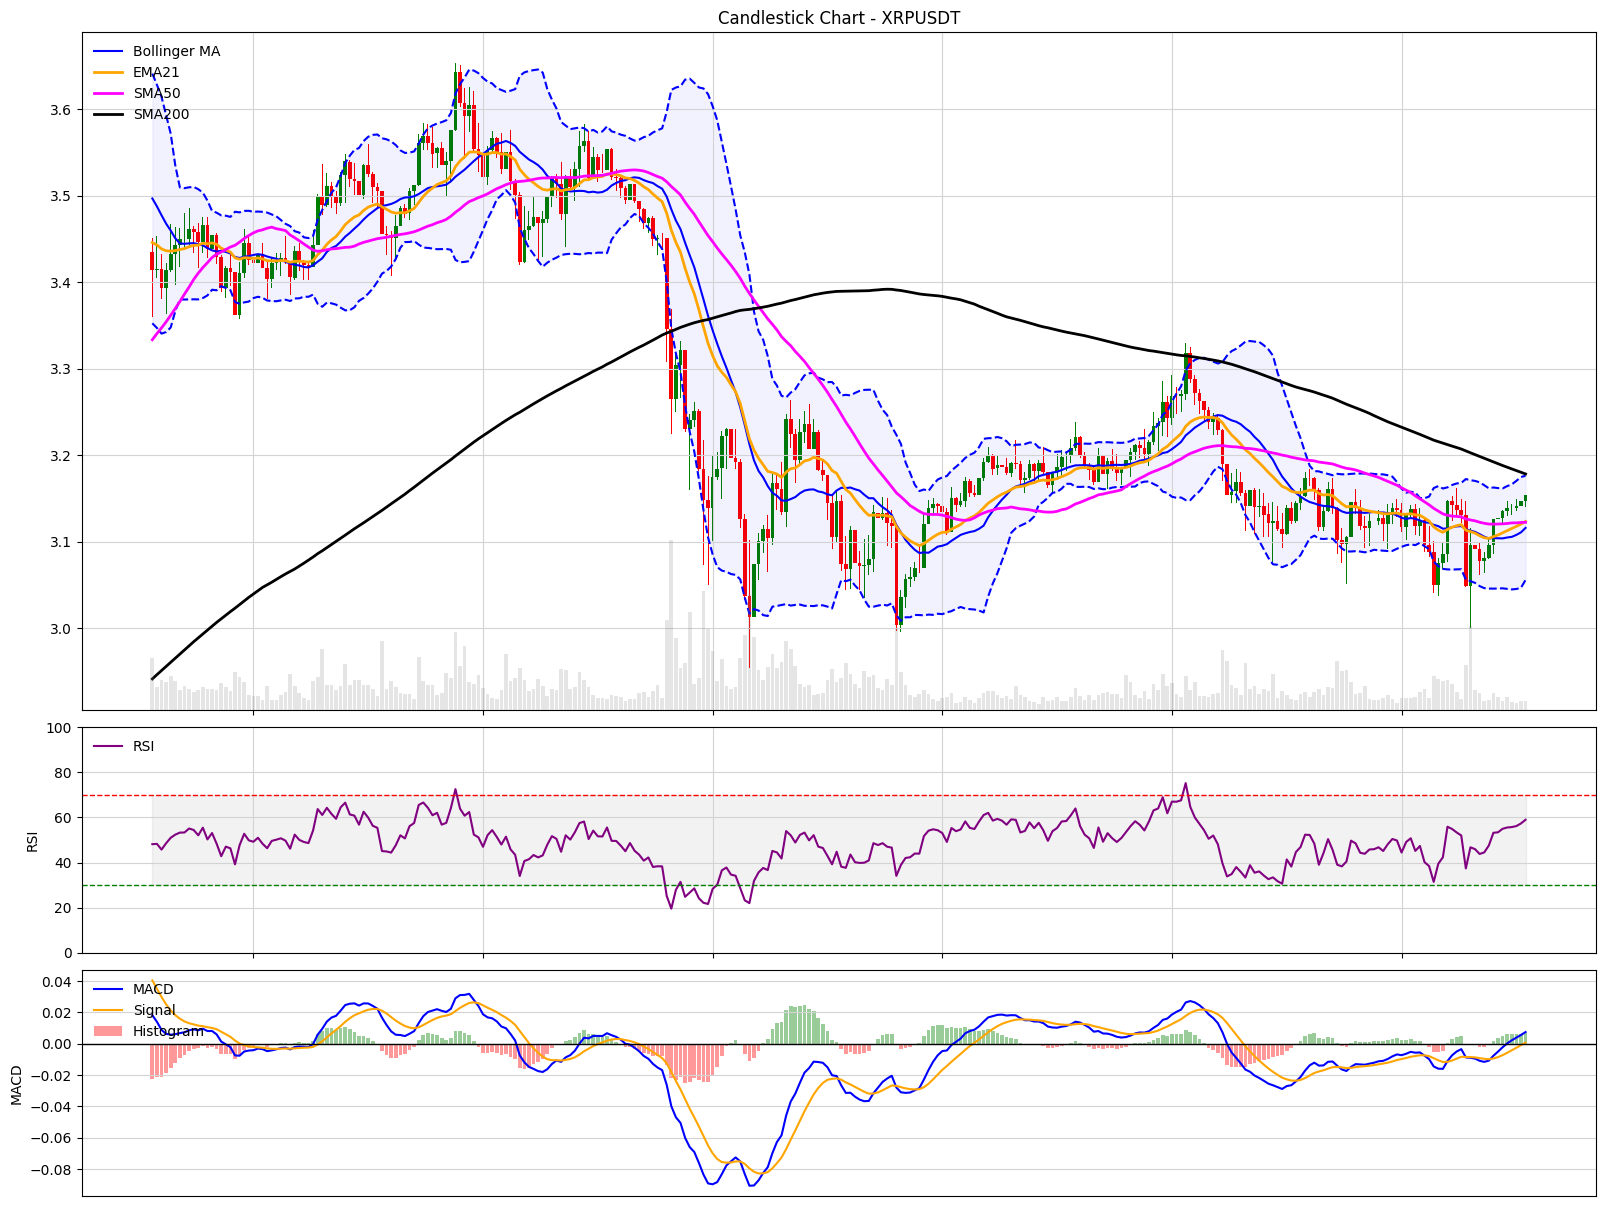 Candlestick Chart - XRPUSDT
Bollinger MA
EMA21
SMA50
SMA200
3.6
3.5
3.4
3.3
3.2
3.1
3.0
RSI
RSI
100
80
60
40
20
0
MACD
Signal
Histogram
MACD
0.04
0.02
0.00
−0.02
−0.04
−0.06
−0.08